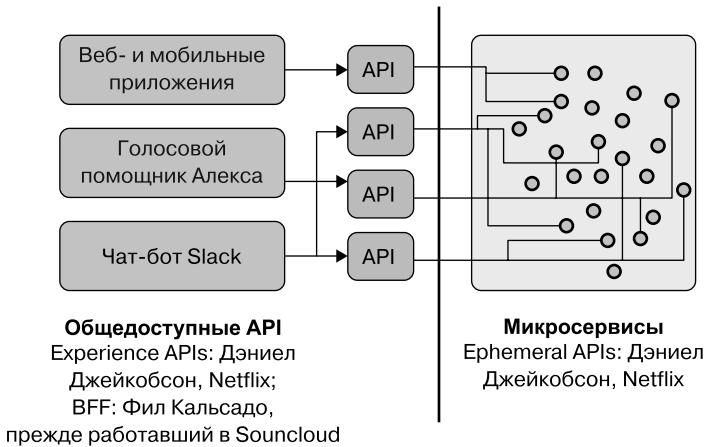 Веб- и мобильные
приложения
API
API
Голосовой
помощник Алекса
API
Чат-бот Slack
API
Общедоступные API
Experience APIs: Дэниел
Джейкобсон, Netflix;
BFF: Фил Кальсадо,
прежде работавший в Souncloud
Микросервисы
Ephemeral APIs: Дэниел
Джейкобсон, Netflix